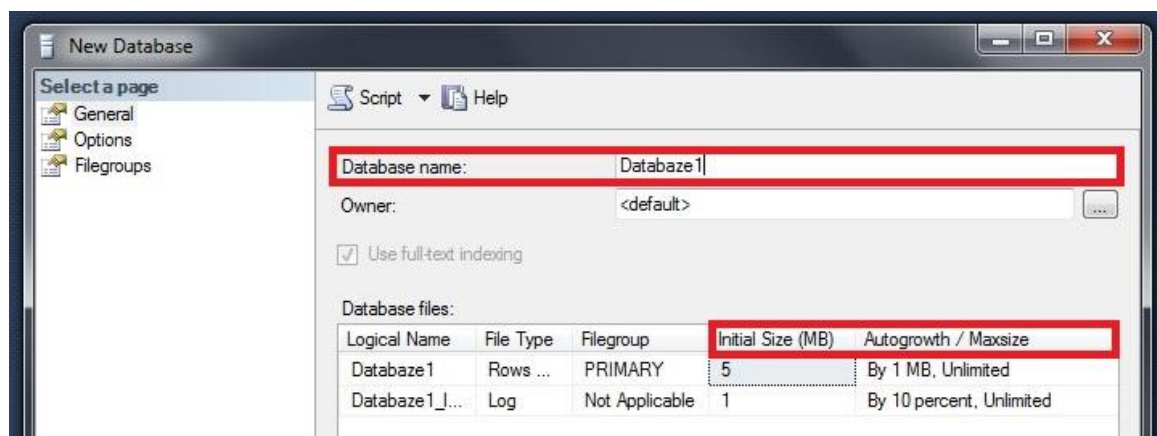 New Database
Select a page
General
Options
Filegroups
Script Help
Database name: Databaze1
Owner: <default> ...
Use full-text indexing
Database files:
Logical Name File Type Filegroup Initial Size (MB) Autogrowth / Maxsize
Databaze1 Rows ... PRIMARY 5 By 1 MB, Unlimited
Databaze1_l... Log Not Applicable 1 By 10 percent, Unlimited